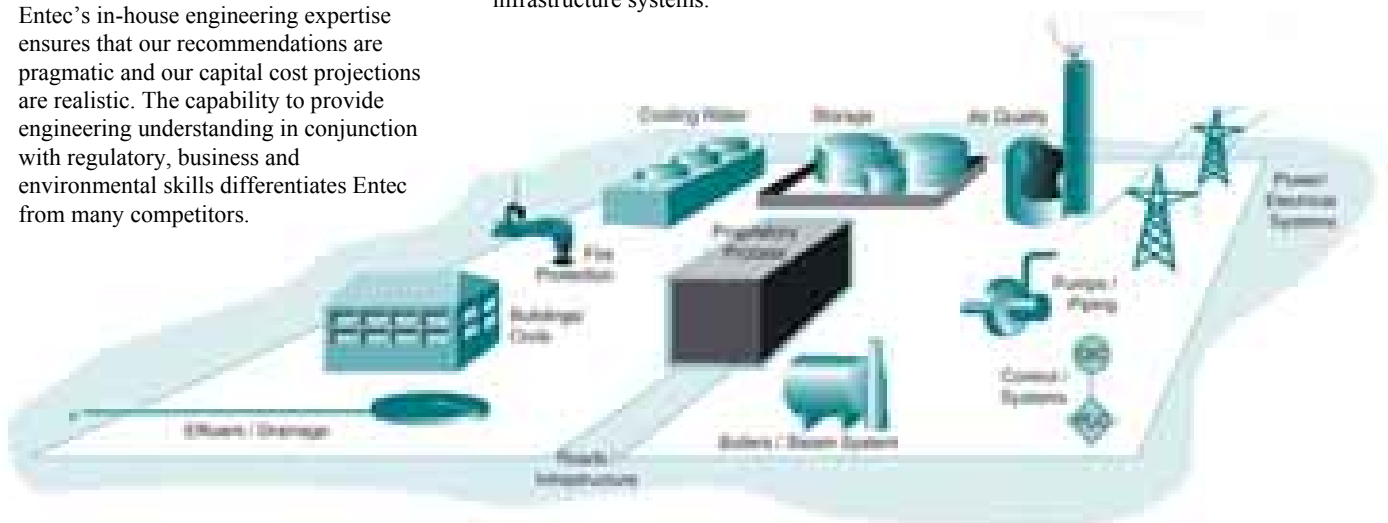 Entec’s in-house engineering expertise
ensures that our recommendations are
pragmatic and our capital cost projections
are realistic. The capability to provide
engineering understanding in conjunction
with regulatory, business and
environmental skills differentiates Entec
from many competitors.
infrastructure systems.
Cooling Water
Storage
Air Quality
Power/
Electrical
Systems
Fire
Protection
Proprietary
Process
Pumps /
Piping
Buildings/
Civils
Control /
Systems
Effluent / Drainage
Boilers / Steam System
Roads /
Infrastructure